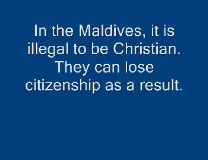 In the Maldives, it is
illegal to be Christian.
They can lose
citizenship as a result.